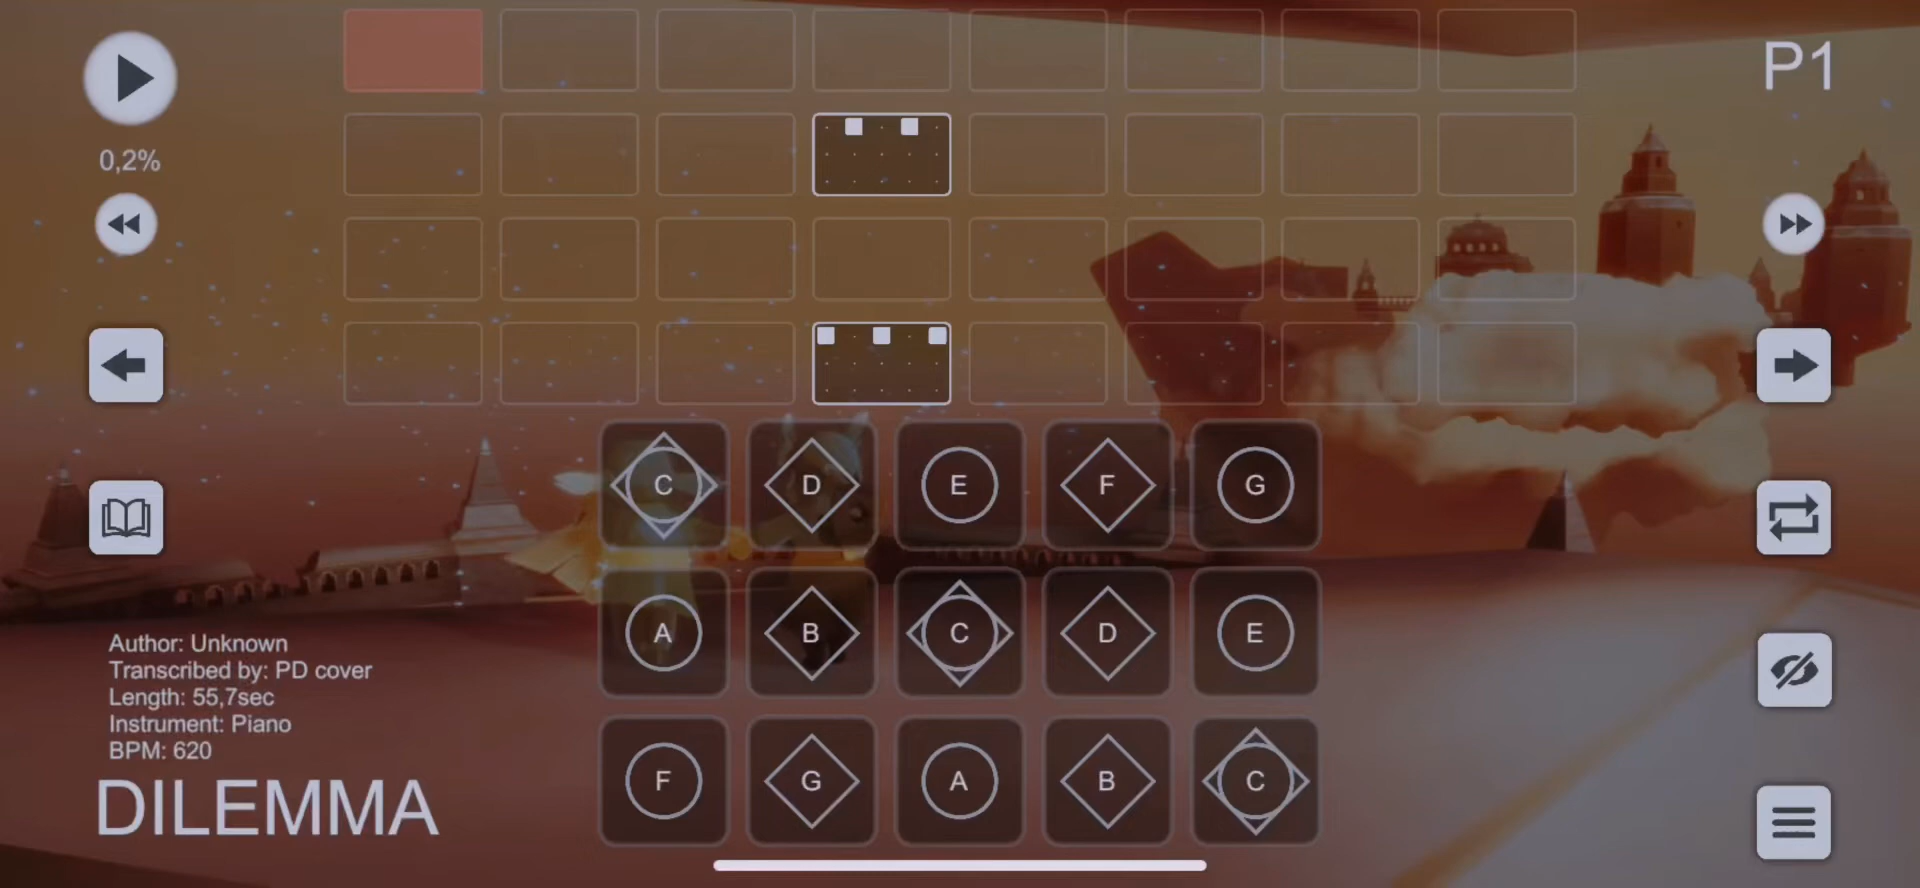 P1
0,2%
C D E F G
A B C D E
F G A B C
Author: Unknown
Transcribed by: PD cover
Length: 55,7sec
Instrument: Piano
BPM: 620
DILEMMA